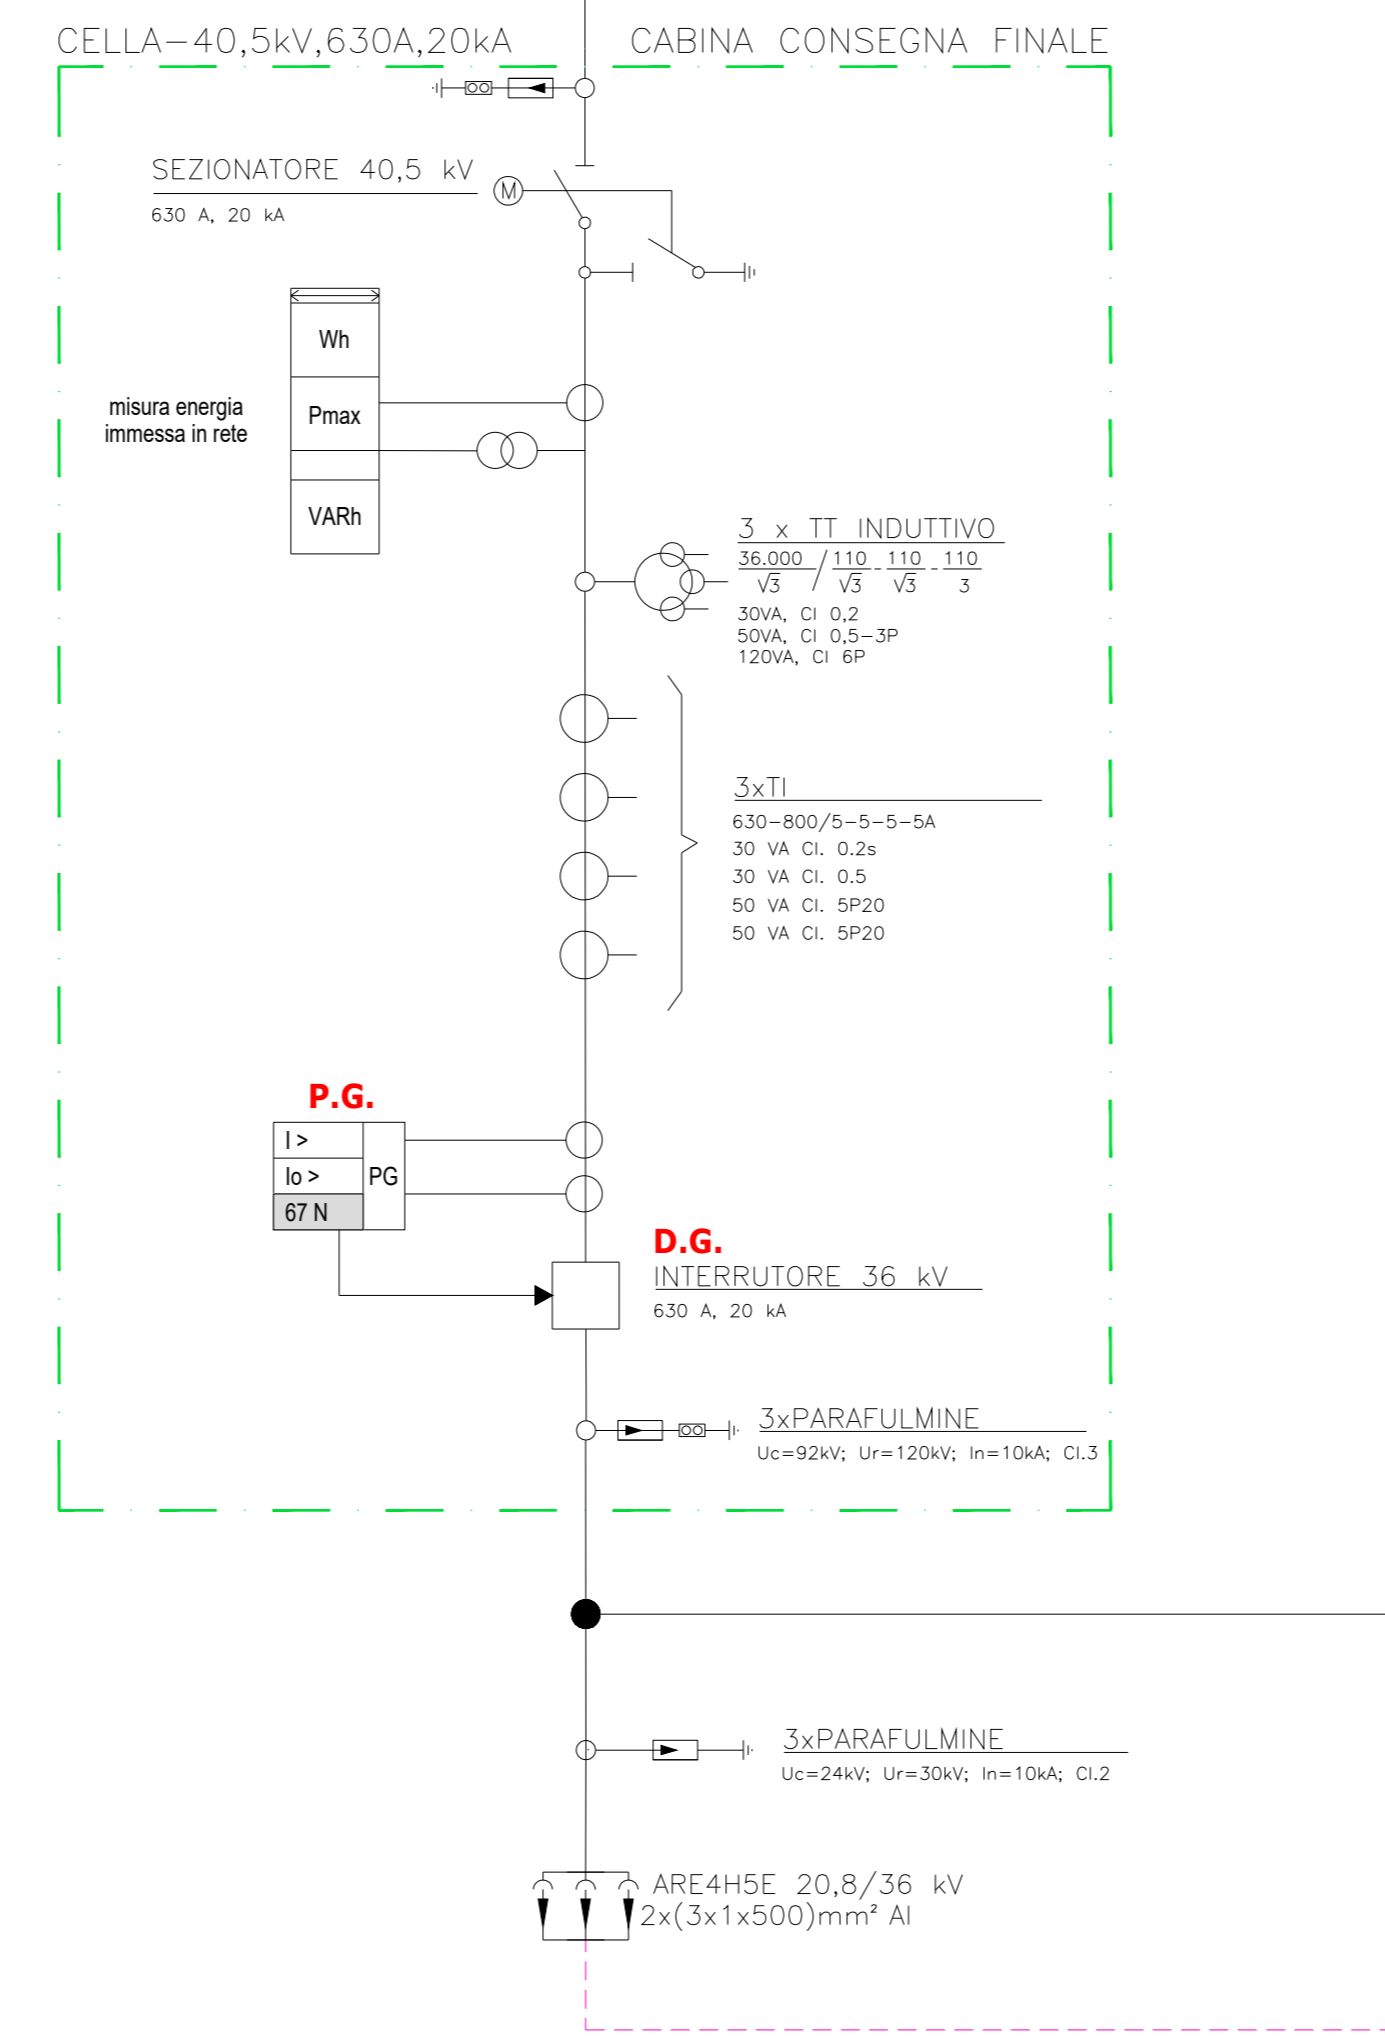 CELLA-40,5kV,630A,20kA
CABINA CONSEGNA FINALE
SEZIONATORE 40,5 kV
M
630 A, 20 kA
Wh
misura energia
immessa in rete
Pmax
VARh
3 x TT INDUTTIVO
36.000/√3 / 110/√3 - 110/√3 - 110/3
30VA, Cl 0,2
50VA, Cl 0,5-3P
120VA, Cl 6P
3xTI
630-800/5-5-5-5A
30 VA Cl. 0.2s
30 VA Cl. 0.5
50 VA Cl. 5P20
50 VA Cl. 5P20
P.G.
I >
Io >
67 N
PG
D.G.
INTERRUTORE 36 kV
630 A, 20 kA
3xPARAFULMINE
Uc=92kV; Ur=120kV; In=10kA; Cl.3
3xPARAFULMINE
Uc=24kV; Ur=30kV; In=10kA; Cl.2
ARE4H5E 20,8/36 kV
2x(3x1x500)mm² Al